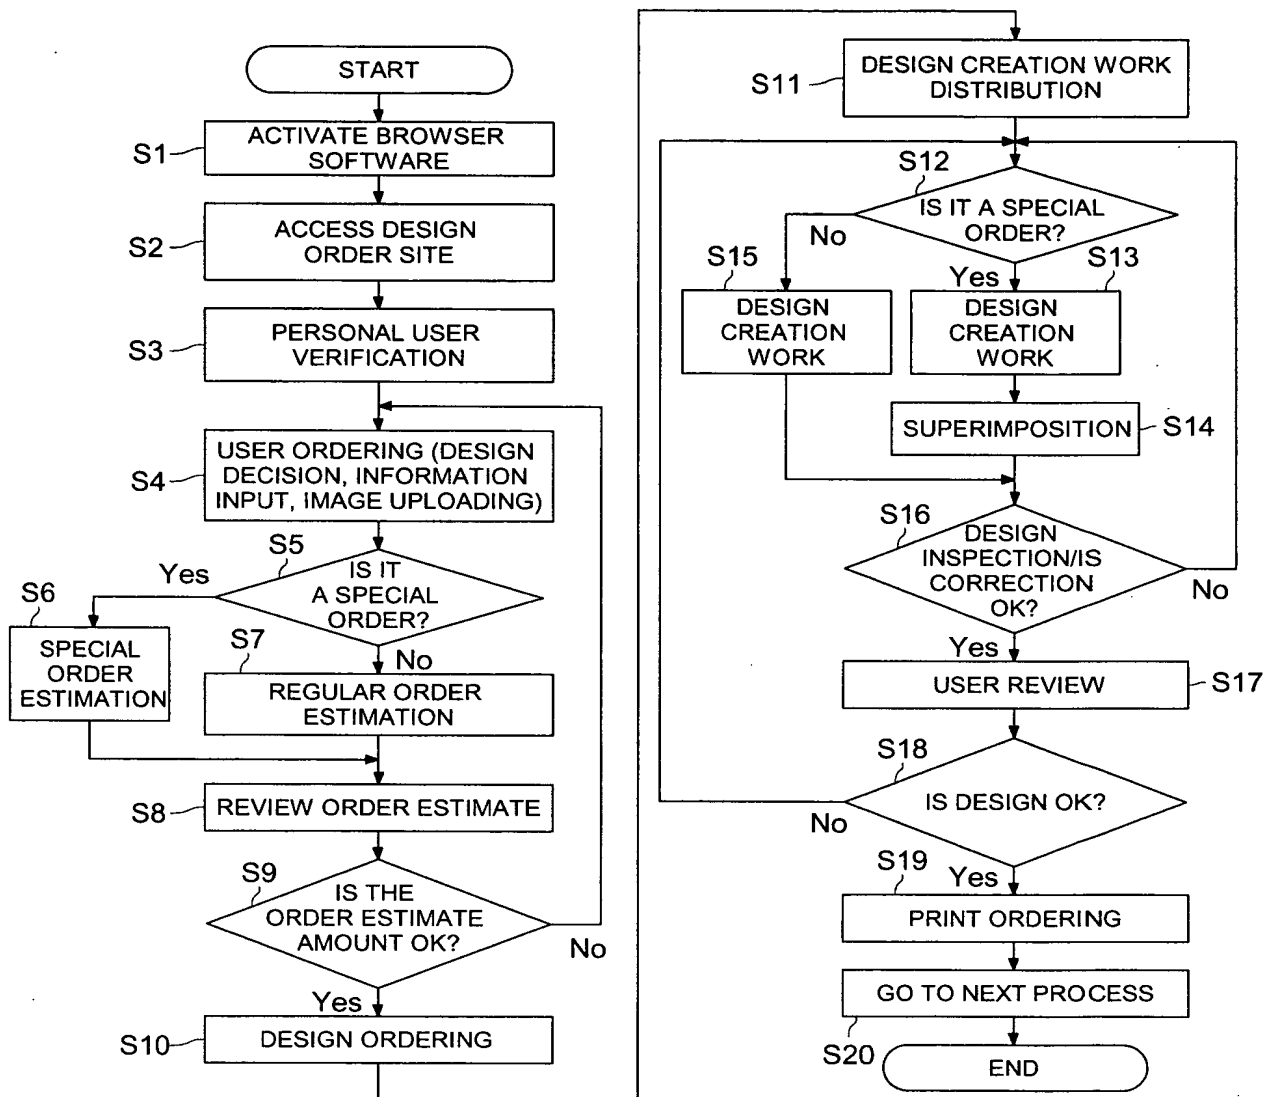 START
S1
ACTIVATE BROWSER
SOFTWARE
S2
ACCESS DESIGN
ORDER SITE
S3
PERSONAL USER
VERIFICATION
S4
USER ORDERING (DESIGN
DECISION, INFORMATION
INPUT, IMAGE UPLOADING)
S5
IS IT
A SPECIAL
ORDER?
Yes
No
S6
SPECIAL
ORDER
ESTIMATION
S7
REGULAR ORDER
ESTIMATION
S8
REVIEW ORDER ESTIMATE
S9
IS THE
ORDER ESTIMATE
AMOUNT OK?
No
Yes
S10
DESIGN ORDERING
S11
DESIGN CREATION WORK
DISTRIBUTION
S12
IS IT A SPECIAL
ORDER?
No
Yes
S15
DESIGN
CREATION
WORK
S13
DESIGN
CREATION
WORK
SUPERIMPOSITION
S14
S16
DESIGN
INSPECTION/IS
CORRECTION
OK?
No
Yes
USER REVIEW
S17
S18
IS DESIGN OK?
No
Yes
S19
PRINT ORDERING
GO TO NEXT PROCESS
S20
END